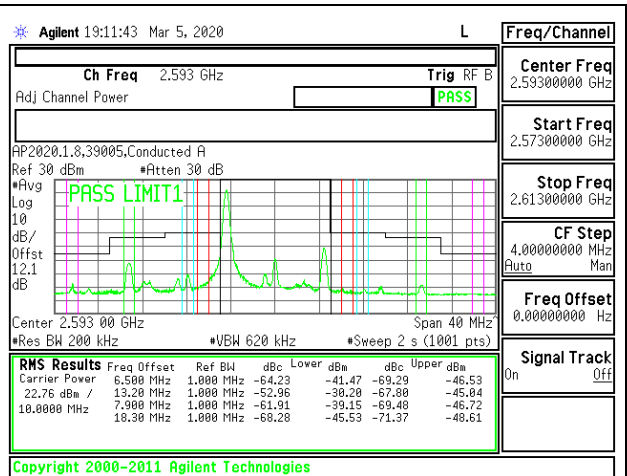 Agilent 19:11:43 Mar 5, 2020 L
Freq/Channel
Ch Freq 2.593 GHz Trig RF B
Adj Channel Power PASS
AP2020.1.8,39005,Conducted A
Ref 30 dBm #Atten 30 dB
#Avg
Log
10
dB/
Offst
12.1
dB
PASS LIMIT1
Center 2.593 00 GHz Span 40 MHz^
#Res BW 200 kHz #VBW 620 kHz #Sweep 2 s (1001 pts)
RMS Results Freq Offset Ref BW dBc Lower dBm dBc Upper dBm
Carrier Power 6.500 MHz 1.000 MHz -64.23 -41.47 -69.29 -46.53
22.76 dBm / 13.20 MHz 1.000 MHz -52.96 -30.20 -67.80 -45.04
10.0000 MHz 7.900 MHz 1.000 MHz -61.91 -39.15 -69.48 -46.72
18.30 MHz 1.000 MHz -68.28 -45.53 -71.37 -48.61
Center Freq
2.59300000 GHz
Start Freq
2.57300000 GHz
Stop Freq
2.61300000 GHz
CF Step
4.00000000 MHz
Auto Man
Freq Offset
0.00000000 Hz
Signal Track
On Off
Copyright 2000-2011 Agilent Technologies